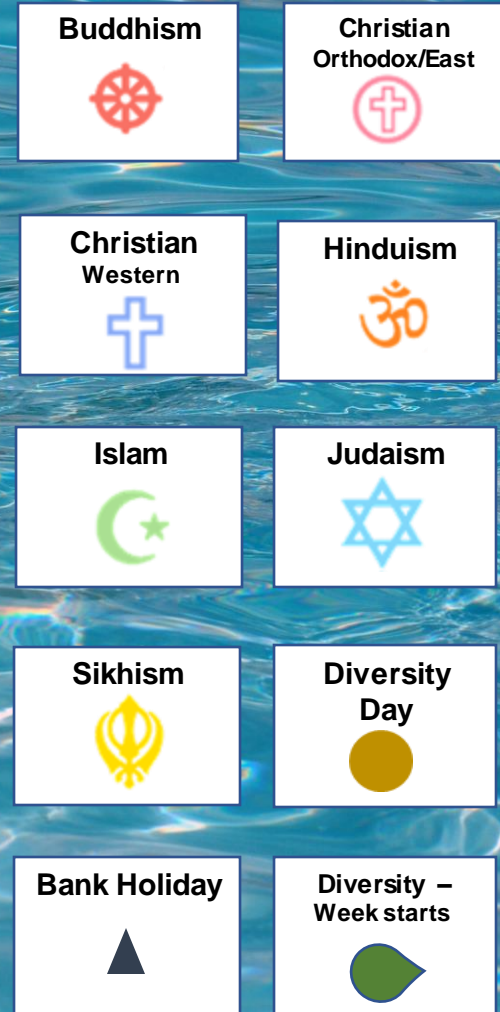 Buddhism
Christian
Orthodox/East
Christian
Western
Hinduism
Islam
Judaism
Sikhism
Diversity
Day
Bank Holiday
Diversity –
Week starts